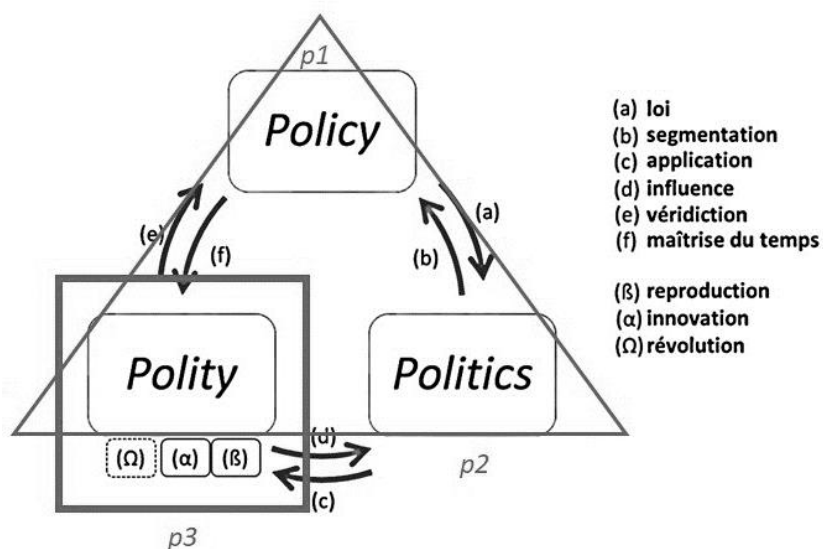 p1
Policy
(a) loi
(b) segmentation
(c) application
(d) influence
(e) véridiction
(f) maîtrise du temps
(ß) reproduction
(α) innovation
(Ω) révolution
(e)
(f)
(b)
(a)
Polity
Politics
(Ω) (α) (ß)
(d)
(c)
p2
p3